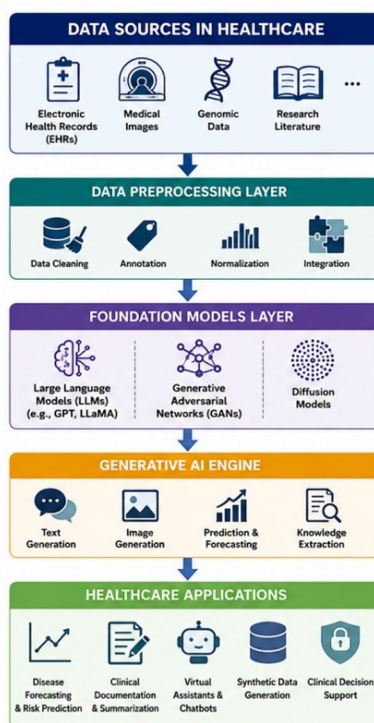 DATA SOURCES IN HEALTHCARE
Electronic Medical Genomic Research ...
Health Records Images Data Literature
(EHRs)
DATA PREPROCESSING LAYER
Data Cleaning Annotation Normalization Integration
FOUNDATION MODELS LAYER
Large Language Generative Diffusion
Models (LLMs) Adversarial Models
(e.g., GPT, LLaMA) Networks (GANs)
GENERATIVE AI ENGINE
Text Image Prediction & Knowledge
Generation Generation Forecasting Extraction
HEALTHCARE APPLICATIONS
Disease Clinical Virtual Synthetic Data Clinical Decision
Forecasting Documentation Assistants & Generation Support
& Risk Prediction & Summarization Chatbots